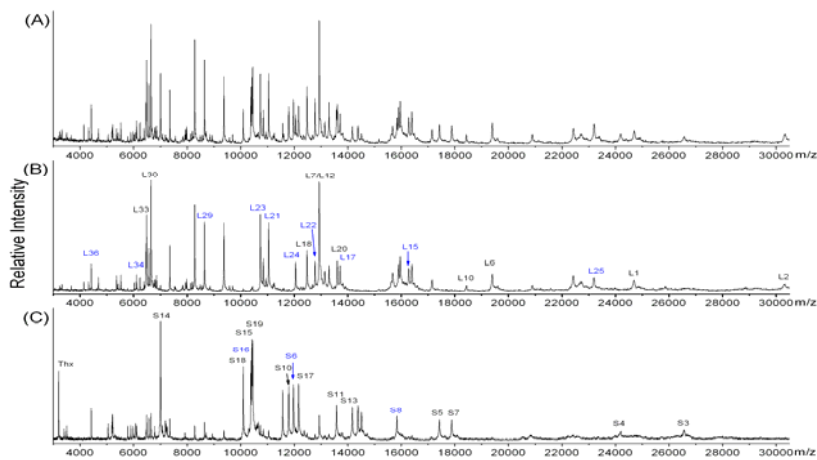 (A)
4000 6000 8000 10000 12000 14000 16000 18000 20000 22000 24000 26000 28000 30000 m/z
(B)
Relative Intensity
L36
L34
L33
L30
L29
L23
L21
L24
L18
L22
L7/L12
L20
L17
L15
L10
L6
L25
L1
L2
4000 6000 8000 10000 12000 14000 16000 18000 20000 22000 24000 26000 28000 30000 m/z
(C)
Thx
S14
S19
S15
S16
S18
S10
S6
S17
S11
S13
S8
S5 S7
S4
S3
4000 6000 8000 10000 12000 14000 16000 18000 20000 22000 24000 26000 28000 30000 m/z